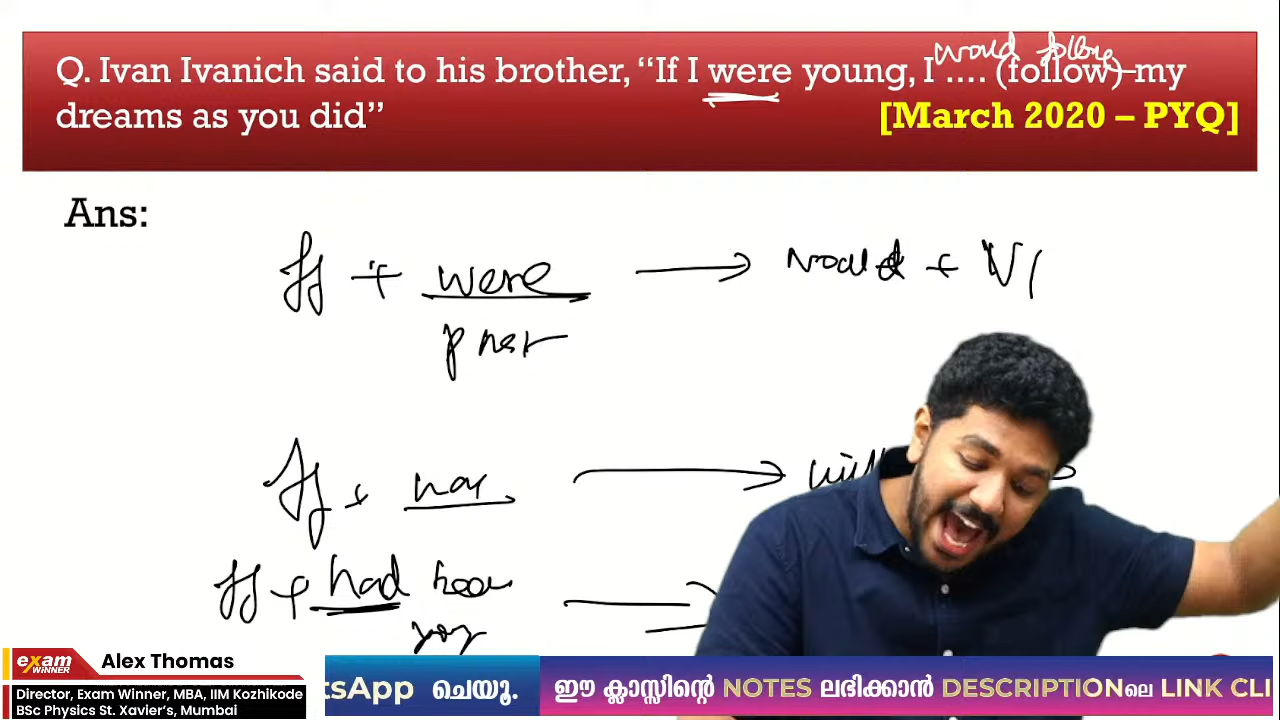 would follow
Q. Ivan Ivanich said to his brother, “If I were young, I .... (follow) my
dreams as you did” [March 2020 – PYQ]
Ans:
If + were → would + V1
past
If + has
If + had been
exam WINNER Alex Thomas
Director, Exam Winner, MBA, IIM Kozhikode
BSc Physics St. Xavier’s, Mumbai
tsApp ചെയൂ. ഈ ക്ലാസ്സിന്റെ NOTES ലഭിക്കാൻ DESCRIPTIONലെ LINK CLI